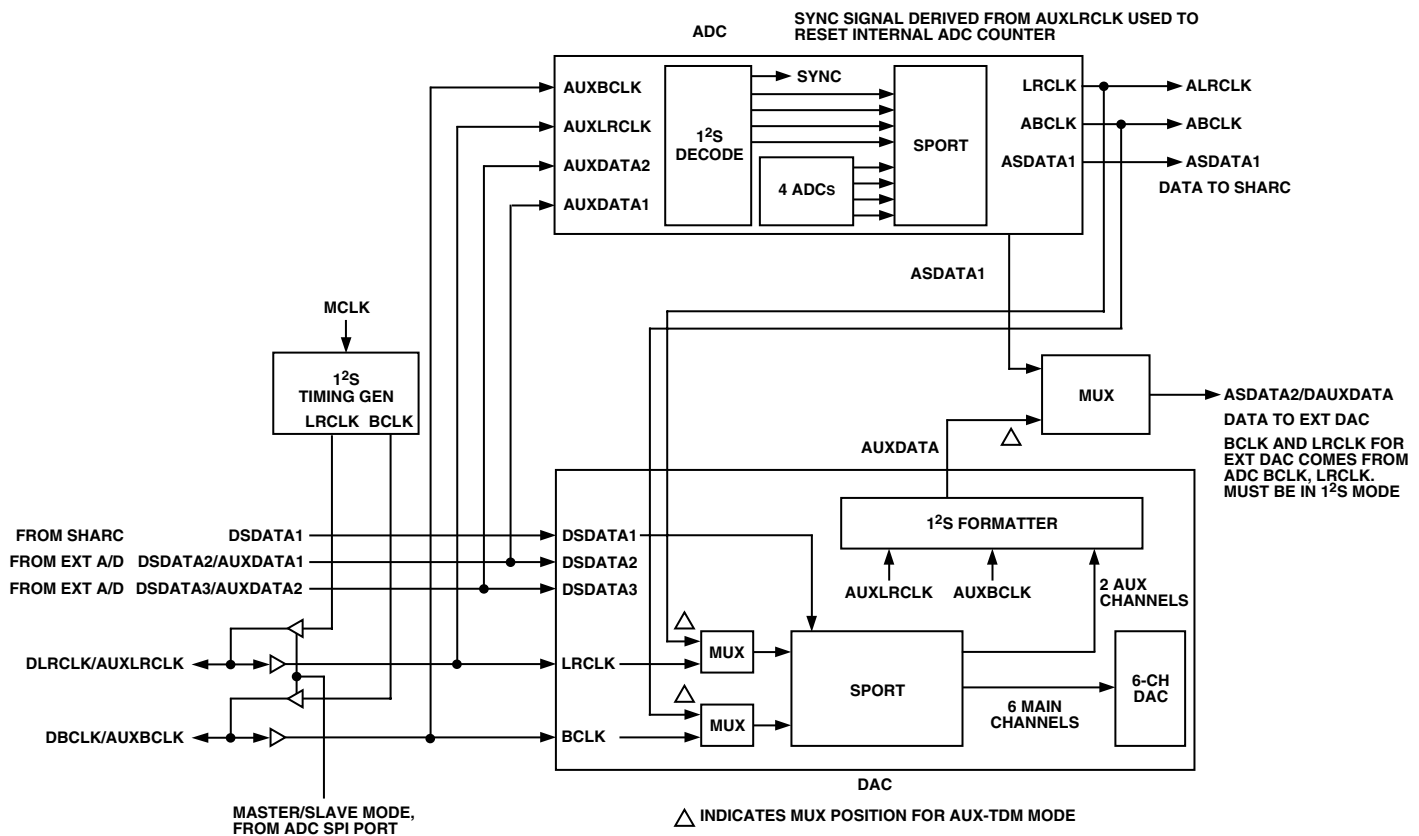 ADC
SYNC SIGNAL DERIVED FROM AUXLRCLK USED TO
RESET INTERNAL ADC COUNTER
AUXBCLK
AUXLRCLK
AUXDATA2
AUXDATA1
1²S
DECODE
SYNC
4 ADCS
SPORT
LRCLK
ABCLK
ASDATA1
ALRCLK
ABCLK
ASDATA1
DATA TO SHARC
ASDATA1
MCLK
1²S
TIMING GEN
LRCLK BCLK
MUX
ASDATA2/DAUXDATA
DATA TO EXT DAC
BCLK AND LRCLK FOR
EXT DAC COMES FROM
ADC BCLK, LRCLK.
MUST BE IN 1²S MODE
AUXDATA
FROM SHARC DSDATA1
FROM EXT A/D DSDATA2/AUXDATA1
FROM EXT A/D DSDATA3/AUXDATA2
DSDATA1
DSDATA2
DSDATA3
1²S FORMATTER
AUXLRCLK AUXBCLK
2 AUX
CHANNELS
DLRCLK/AUXLRCLK
LRCLK
MUX
SPORT
6-CH
DAC
6 MAIN
CHANNELS
DBCLK/AUXBCLK
BCLK
MUX
DAC
MASTER/SLAVE MODE,
FROM ADC SPI PORT
INDICATES MUX POSITION FOR AUX-TDM MODE